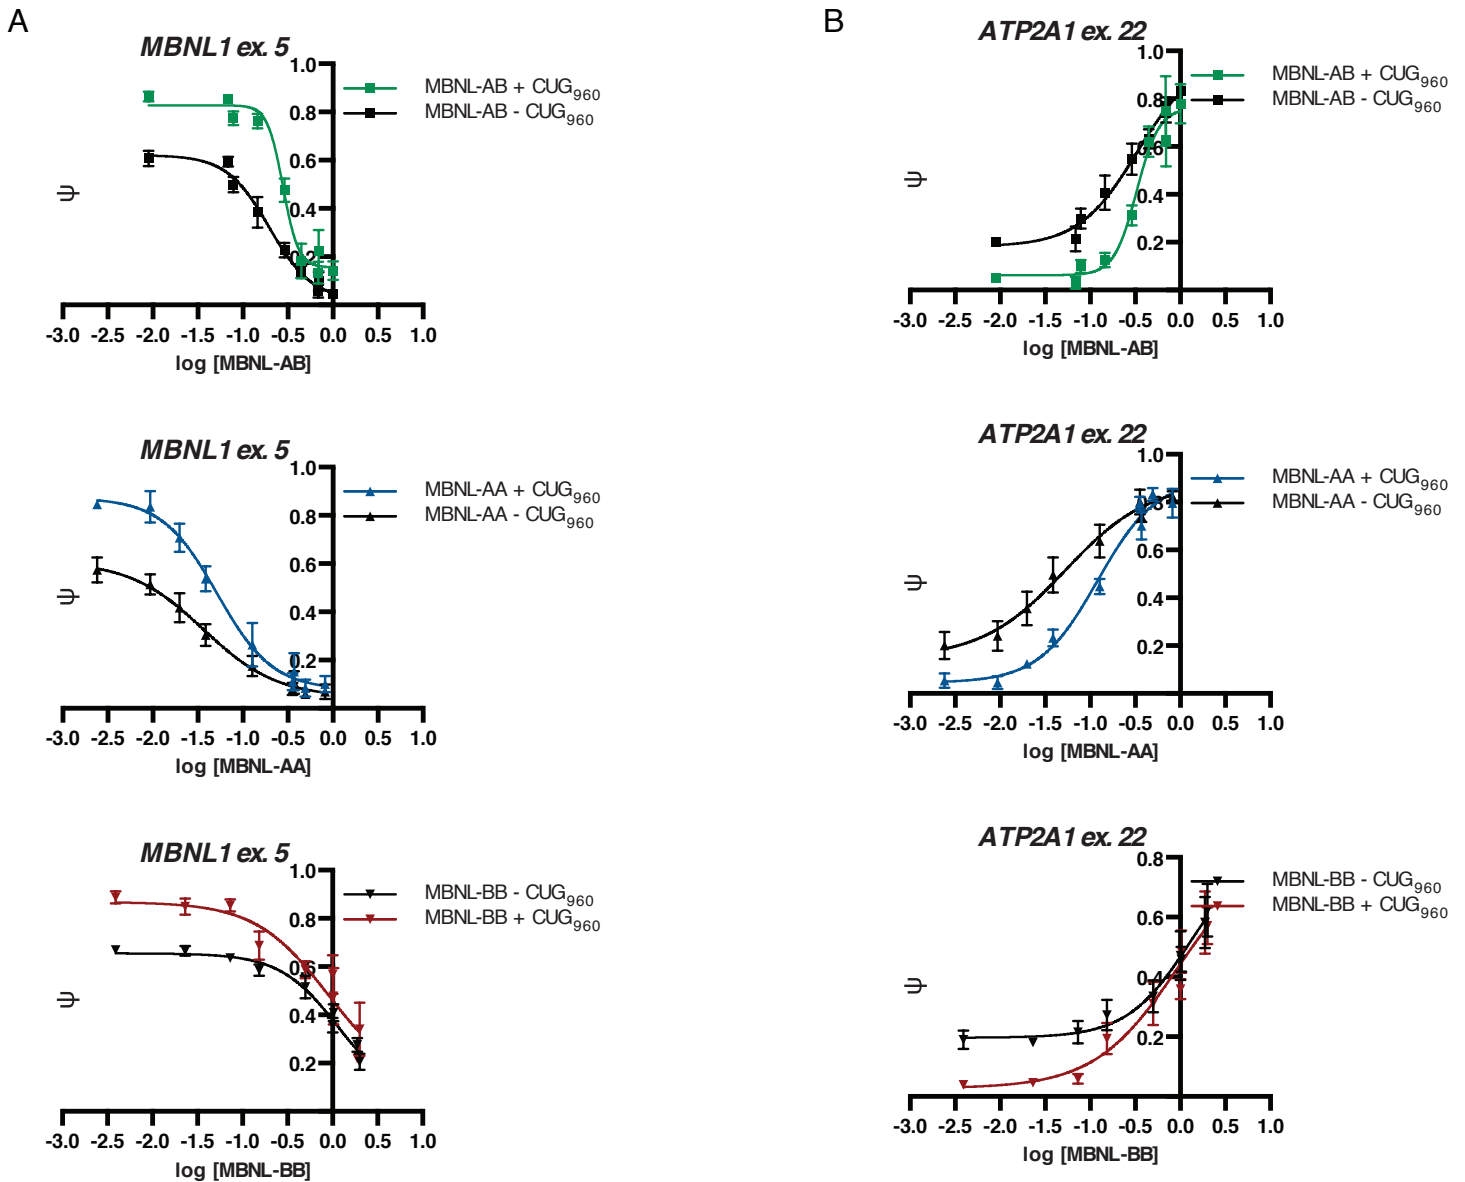 A
B
MBNL1 ex. 5
1.0
0.8
0.6
0.4
0.2
ψ
MBNL-AB + CUG960
MBNL-AB - CUG960
-3.0 -2.5 -2.0 -1.5 -1.0 -0.5 0.0 0.5 1.0
log [MBNL-AB]
ATP2A1 ex. 22
1.0
0.8
0.6
0.4
0.2
ψ
MBNL-AB + CUG960
MBNL-AB - CUG960
-3.0 -2.5 -2.0 -1.5 -1.0 -0.5 0.0 0.5 1.0
log [MBNL-AB]
MBNL1 ex. 5
1.0
0.8
0.6
0.4
0.2
ψ
MBNL-AA + CUG960
MBNL-AA - CUG960
-3.0 -2.5 -2.0 -1.5 -1.0 -0.5 0.0 0.5 1.0
log [MBNL-AA]
ATP2A1 ex. 22
1.0
0.8
0.6
0.4
0.2
ψ
MBNL-AA + CUG960
MBNL-AA - CUG960
-3.0 -2.5 -2.0 -1.5 -1.0 -0.5 0.0 0.5 1.0
log [MBNL-AA]
MBNL1 ex. 5
1.0
0.8
0.6
0.4
0.2
ψ
MBNL-BB - CUG960
MBNL-BB + CUG960
-3.0 -2.5 -2.0 -1.5 -1.0 -0.5 0.0 0.5 1.0
log [MBNL-BB]
ATP2A1 ex. 22
0.8
0.6
0.4
0.2
ψ
MBNL-BB - CUG960
MBNL-BB + CUG960
-3.0 -2.5 -2.0 -1.5 -1.0 -0.5 0.0 0.5 1.0
log [MBNL-BB]